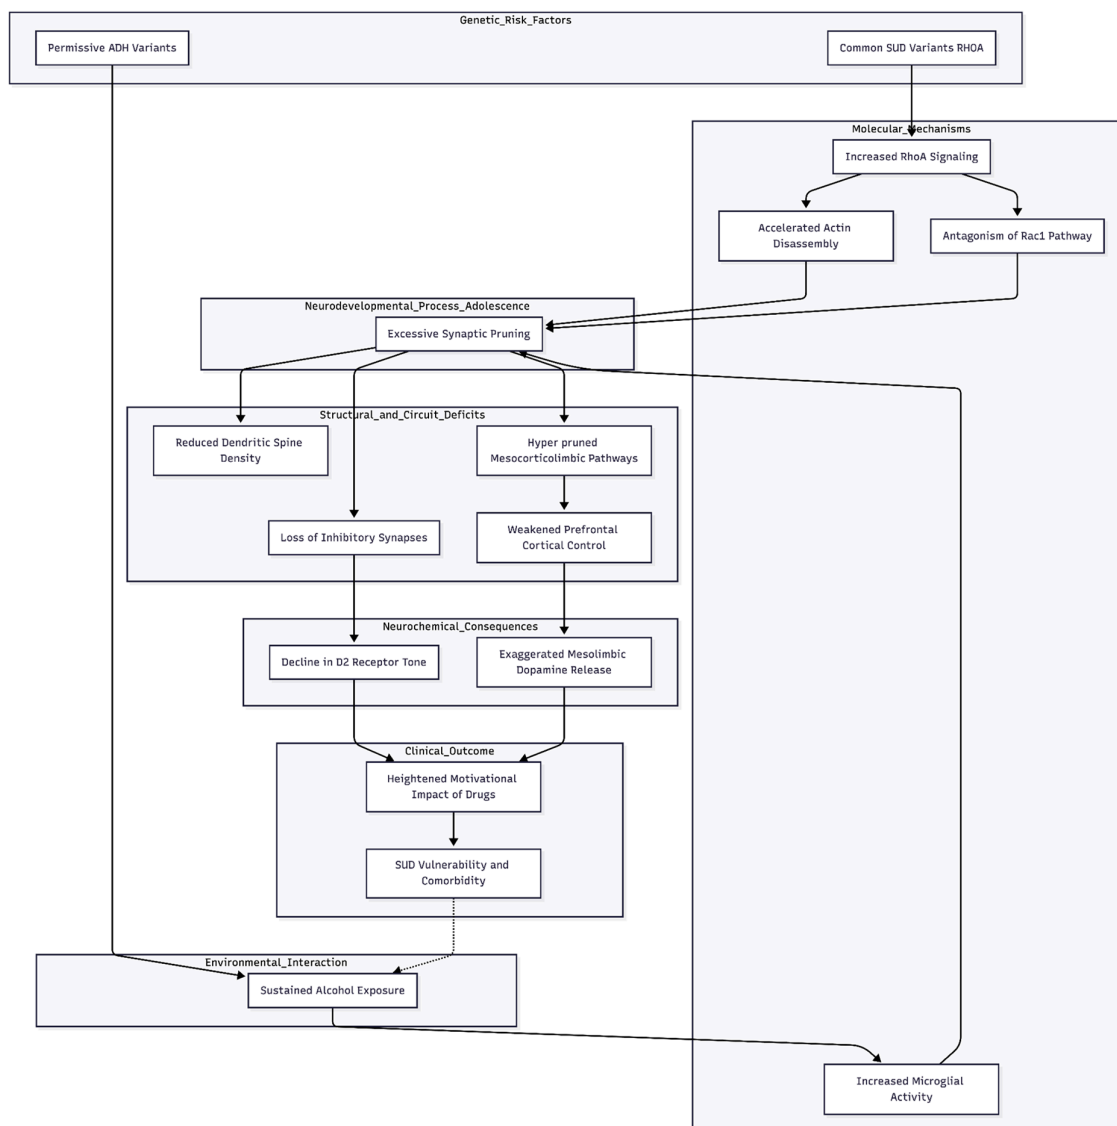 Genetic_Risk_Factors
Permissive ADH Variants
Common SUD Variants RHOA
Molecular_Mechanisms
Increased RhoA Signaling
Accelerated Actin
Disassembly
Antagonism of Rac1 Pathway
Neurodevelopmental_Process_Adolescence
Excessive Synaptic Pruning
Structural_and_Circuit_Deficits
Reduced Dendritic Spine
Density
Hyper pruned
Mesocorticolimbic Pathways
Loss of Inhibitory Synapses
Weakened Prefrontal
Cortical Control
Neurochemical_Consequences
Decline in D2 Receptor Tone
Exaggerated Mesolimbic
Dopamine Release
Clinical_Outcome
Heightened Motivational
Impact of Drugs
SUD Vulnerability and
Comorbidity
Environmental_Interaction
Sustained Alcohol Exposure
Increased Microglial
Activity